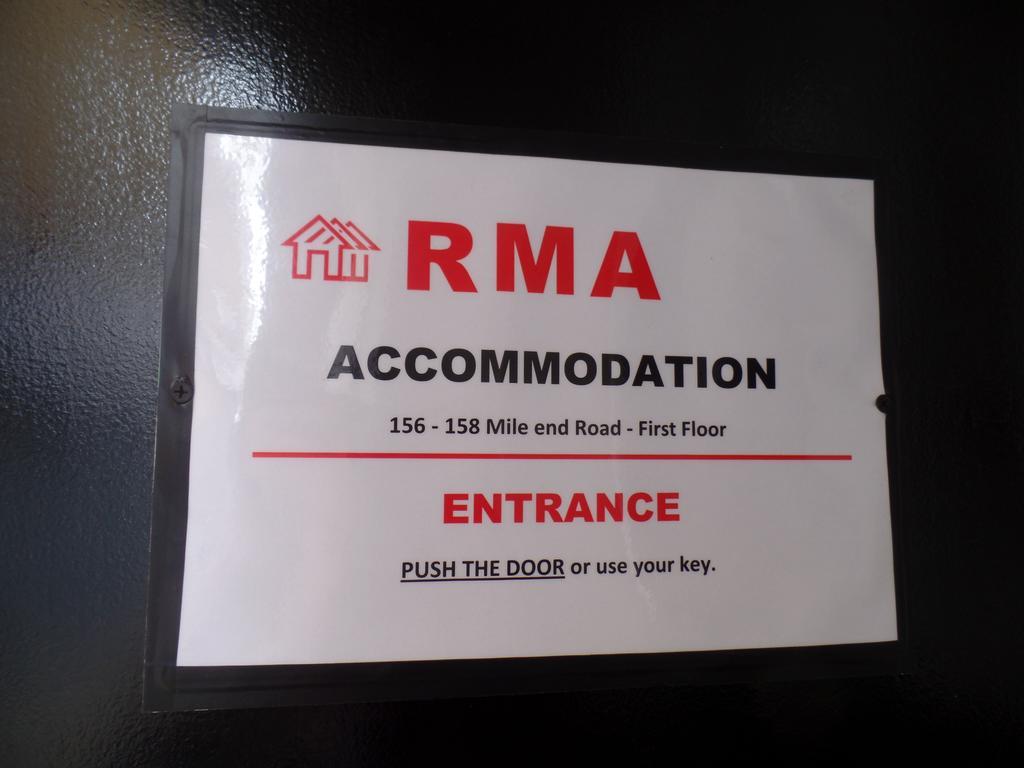 RMA
ACCOMMODATION
156 - 158 Mile end Road - First Floor
ENTRANCE
PUSH THE DOOR or use your key.